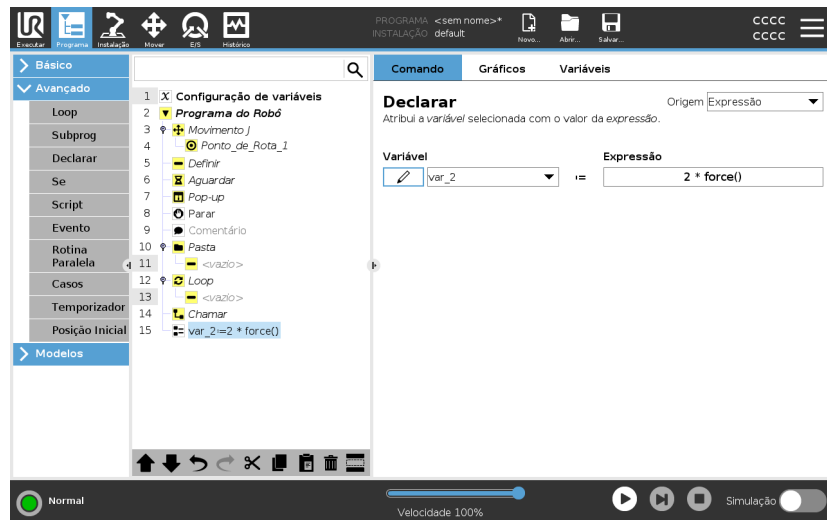 PROGRAMA <sem nome>*
INSTALAÇÃO default
cccc
cccc
Executar Programa Instalação Mover E/S Histórico Novo... Abrir... Salvar...
Básico
Avançado
Loop
Subprog
Declarar
Se
Script
Evento
Rotina
Paralela
Casos
Temporizador
Posição Inicial
Modelos
1 X Configuração de variáveis
2 Programa do Robô
3 Movimento J
4 Ponto_de_Rota_1
5 Definir
6 Aguardar
7 Pop-up
8 Parar
9 Comentário
10 Pasta
11 <vazio>
12 Loop
13 <vazio>
14 Chamar
15 var_2:=2 * force()
Comando Gráficos Variáveis
Declarar
Origem Expressão
Atribui a variável selecionada com o valor da expressão.
Variável Expressão
var_2 := 2 * force()
Normal
Velocidade 100%
Simulação